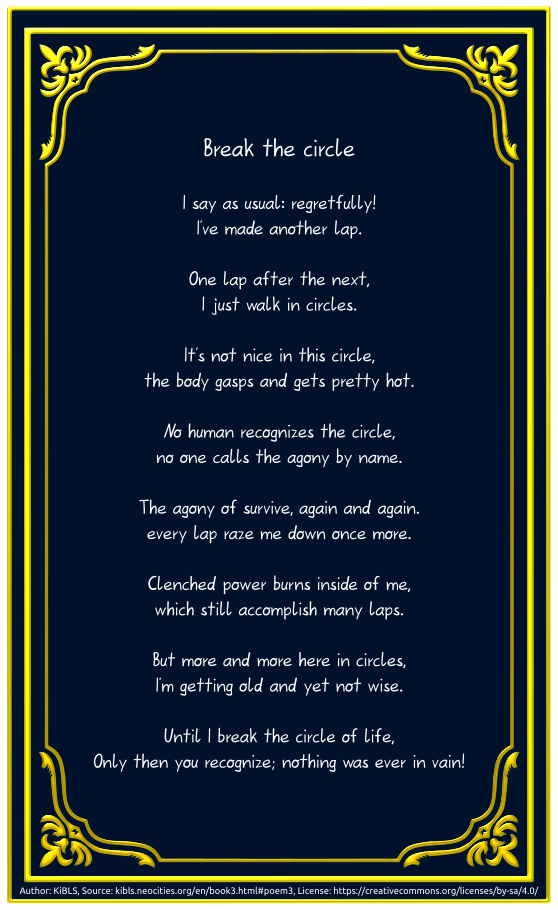 Break the circle
I say as usual: regretfully!
I've made another lap.
One lap after the next,
I just walk in circles.
It's not nice in this circle,
the body gasps and gets pretty hot.
No human recognizes the circle,
no one calls the agony by name.
The agony of survive, again and again.
every lap raze me down once more.
Clenched power burns inside of me,
which still accomplish many laps.
But more and more here in circles,
I'm getting old and yet not wise.
Until I break the circle of life,
Only then you recognize; nothing was ever in vain!
Author: KiBLS, Source: kibls.neocities.org/en/book3.html#poem3, License: https://creativecommons.org/licenses/by-sa/4.0/